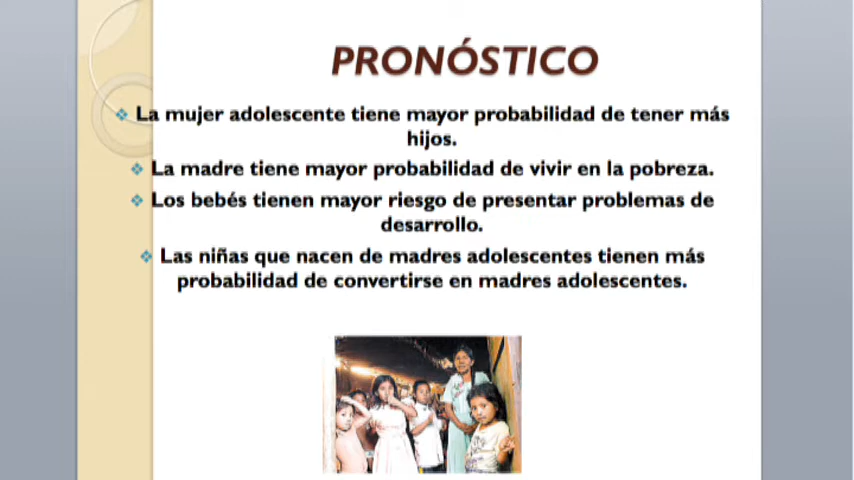 PRONÓSTICO
La mujer adolescente tiene mayor probabilidad de tener más
hijos.
La madre tiene mayor probabilidad de vivir en la pobreza.
Los bebés tienen mayor riesgo de presentar problemas de
desarrollo.
Las niñas que nacen de madres adolescentes tienen más
probabilidad de convertirse en madres adolescentes.